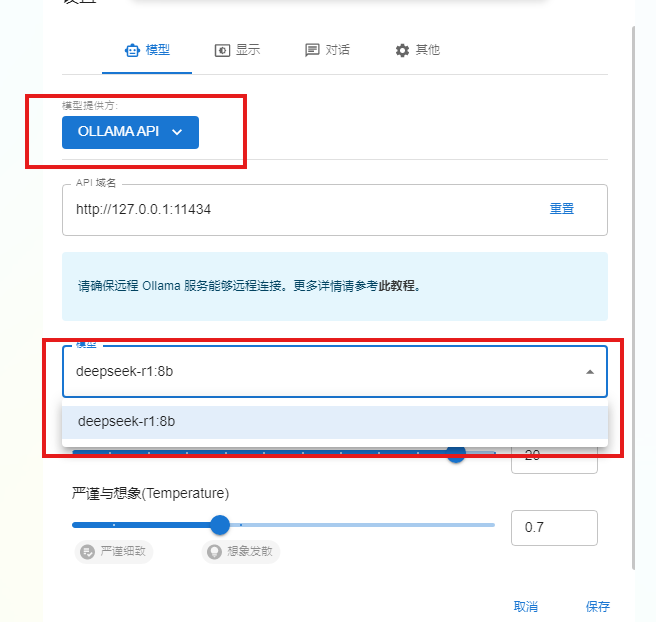 模型
显示
对话
其他
模型提供方:
OLLAMA API
API 域名
http://127.0.0.1:11434
重置
请确保远程 Ollama 服务能够远程连接。更多详情请参考此教程。
模型
deepseek-r1:8b
deepseek-r1:8b
20
严谨与想象(Temperature)
0.7
严谨细致
想象发散
取消
保存